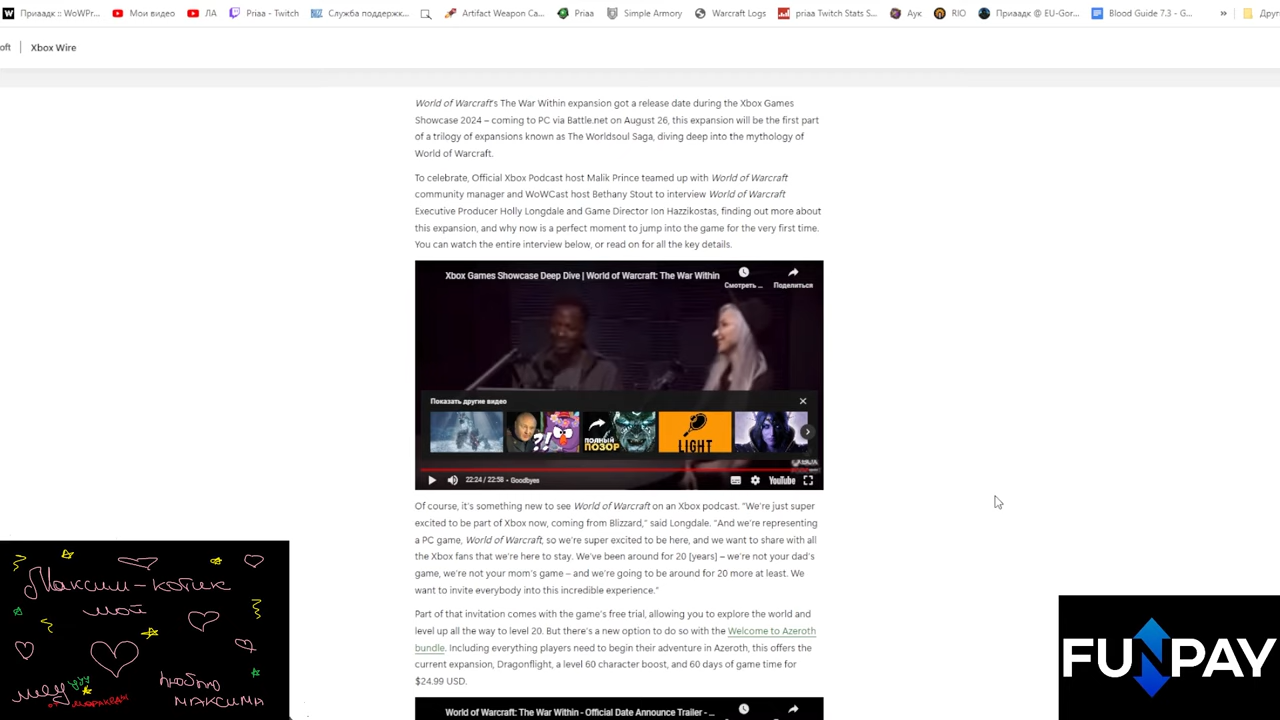 Приаадк :: WoWPr...
Мои видео
ЛА
Priaa - Twitch
Служба поддержк...
Artifact Weapon Ca...
Priaa
Simple Armory
Warcraft Logs
priaa Twitch Stats S...
Аук
RIO
Приаадк @ EU-Gor...
Blood Guide 7.3 - G...
»
Друг
oft
Xbox Wire
World of Warcraft's The War Within expansion got a release date during the Xbox Games
Showcase 2024 – coming to PC via Battle.net on August 26, this expansion will be the first part
of a trilogy of expansions known as The Worldsoul Saga, diving deep into the mythology of
World of Warcraft.
To celebrate, Official Xbox Podcast host Malik Prince teamed up with World of Warcraft
community manager and WoWCast host Bethany Stout to interview World of Warcraft
Executive Producer Holly Longdale and Game Director Ion Hazzikostas, finding out more about
this expansion, and why now is a perfect moment to jump into the game for the very first time.
You can watch the entire interview below, or read on for all the key details.
Xbox Games Showcase Deep Dive | World of Warcraft: The War Within
Смотреть ...
Поделиться
Показать другие видео
?!
ПОЛНЫЙ
ПОЗОР
LIGHT
22:24 / 22:58 • Goodbyes
YouTube
Of course, it's something new to see World of Warcraft on an Xbox podcast. “We're just super
excited to be part of Xbox now, coming from Blizzard,” said Longdale. “And we're representing
a PC game, World of Warcraft, so we're super excited to be here, and we want to share with all
the Xbox fans that we're here to stay. We've been around for 20 [years] – we're not your dad's
game, we're not your mom's game – and we're going to be around for 20 more at least. We
want to invite everybody into this incredible experience.”
Part of that invitation comes with the game's free trial, allowing you to explore the world and
level up all the way to level 20. But there's a new option to do so with the Welcome to Azeroth
bundle. Including everything players need to begin their adventure in Azeroth, this offers the
current expansion, Dragonflight, a level 60 character boost, and 60 days of game time for
$24.99 USD.
World of Warcraft: The War Within - Official Date Announce Trailer - ...
Максим-котик
мой
люблю
максима
FUNPAY